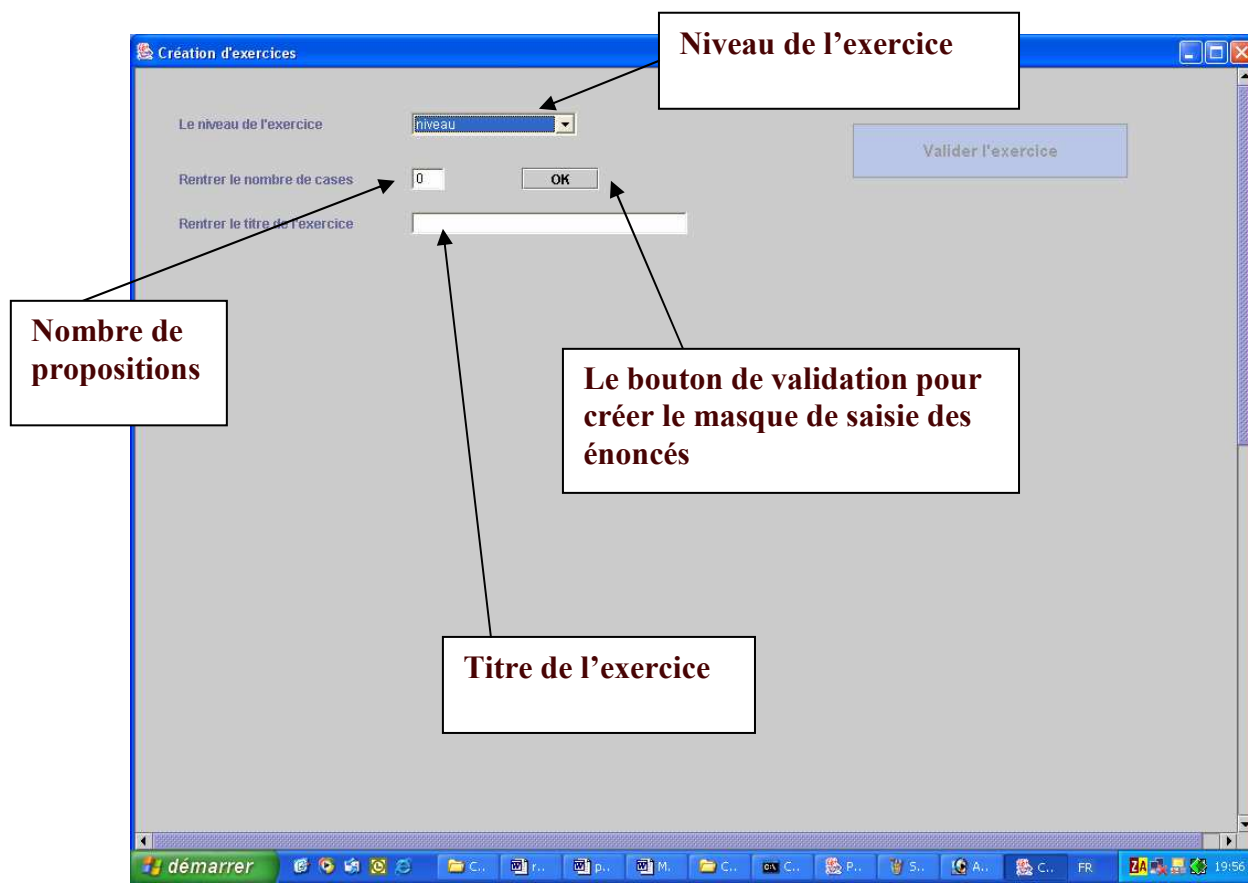 Niveau de l’exercice
Création d'exercices
Le niveau de l'exercice
niveau
Valider l'exercice
Rentrer le nombre de cases
0
OK
Rentrer le titre de l'exercice
Nombre de
propositions
Le bouton de validation pour
créer le masque de saisie des
énoncés
Titre de l’exercice
démarrer
C..
r..
p..
M.
C..
C..
P..
S..
A..
C..
FR
ZA
19:56